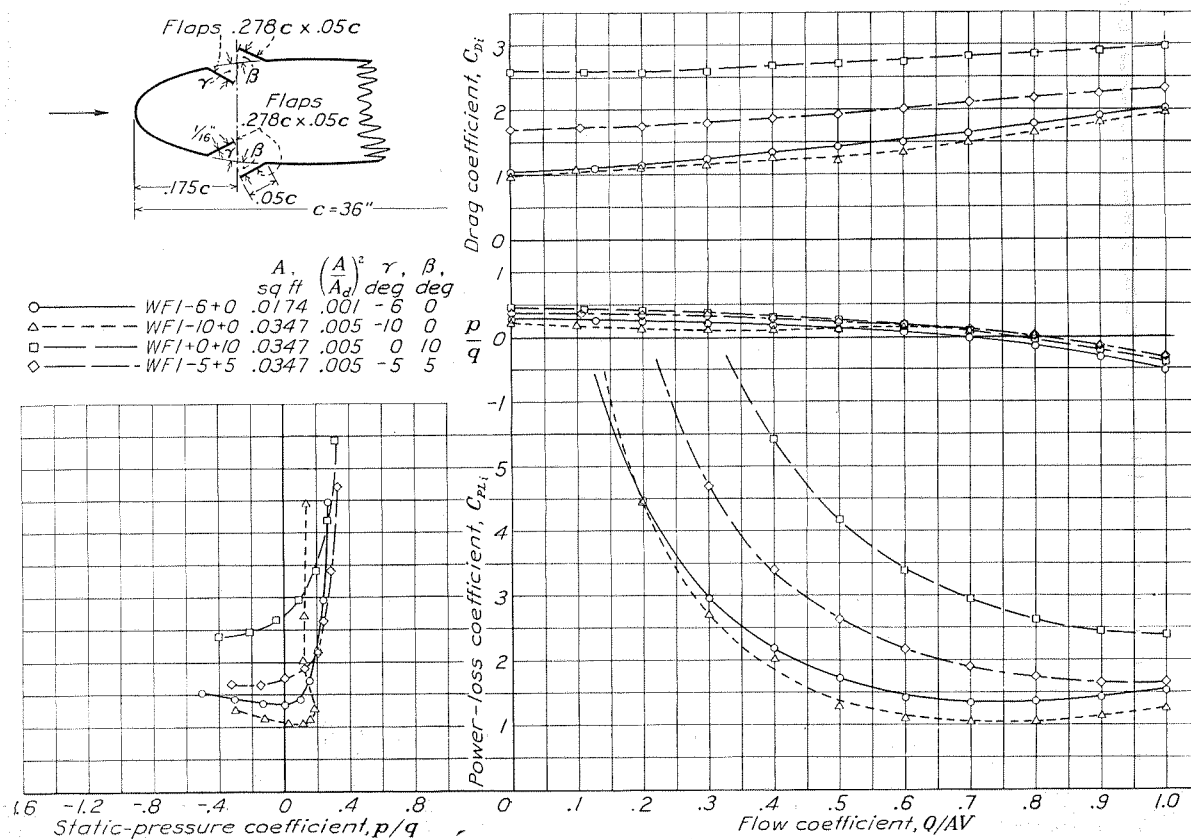 Flaps .278c x .05c
γ
β
Flaps
.278c x .05c
1/16"
γ
β
.175c
.05c
c = 36"
A, sq ft (A/A_d)² γ, deg β, deg
WF1-6+0 .0174 .001 -6 0
WF1-10+0 .0347 .005 -10 0
WF1+0+10 .0347 .005 0 10
WF1-5+5 .0347 .005 -5 5
Drag coefficient, C_Di
3
2
1
0
p/q
1
0
-1
Power-loss coefficient, C_PLi
5
4
3
2
1
1.6 -1.2 -.8 -.4 0 .4 .8
Static-pressure coefficient, p/q
0 .1 .2 .3 .4 .5 .6 .7 .8 .9 1.0
Flow coefficient, Q/AV